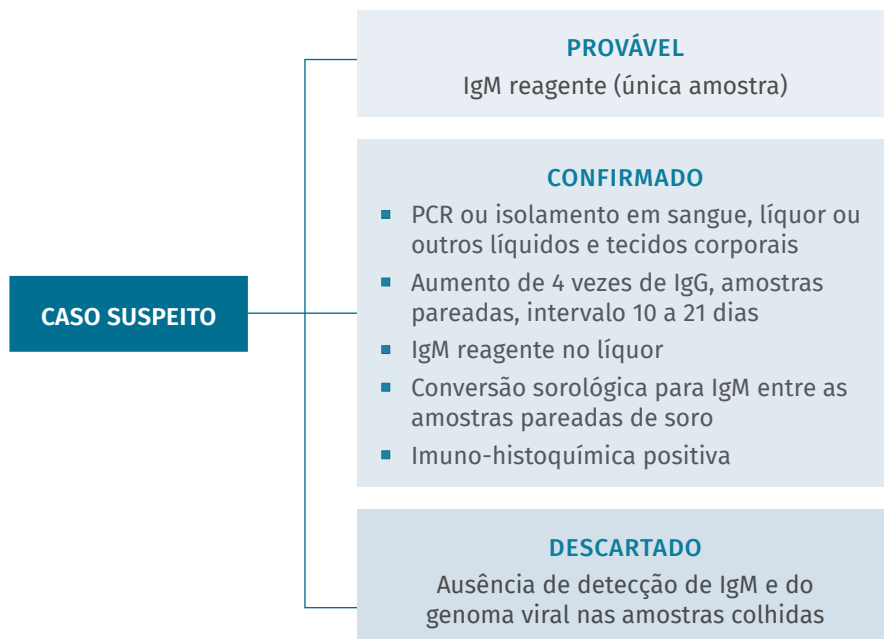 PROVÁVEL
IgM reagente (única amostra)
CONFIRMADO
▪ PCR ou isolamento em sangue, líquor ou
outros líquidos e tecidos corporais
▪ Aumento de 4 vezes de IgG, amostras
pareadas, intervalo 10 a 21 dias
▪ IgM reagente no líquor
▪ Conversão sorológica para IgM entre as
amostras pareadas de soro
▪ Imuno-histoquímica positiva
CASO SUSPEITO
DESCARTADO
Ausência de detecção de IgM e do
genoma viral nas amostras colhidas